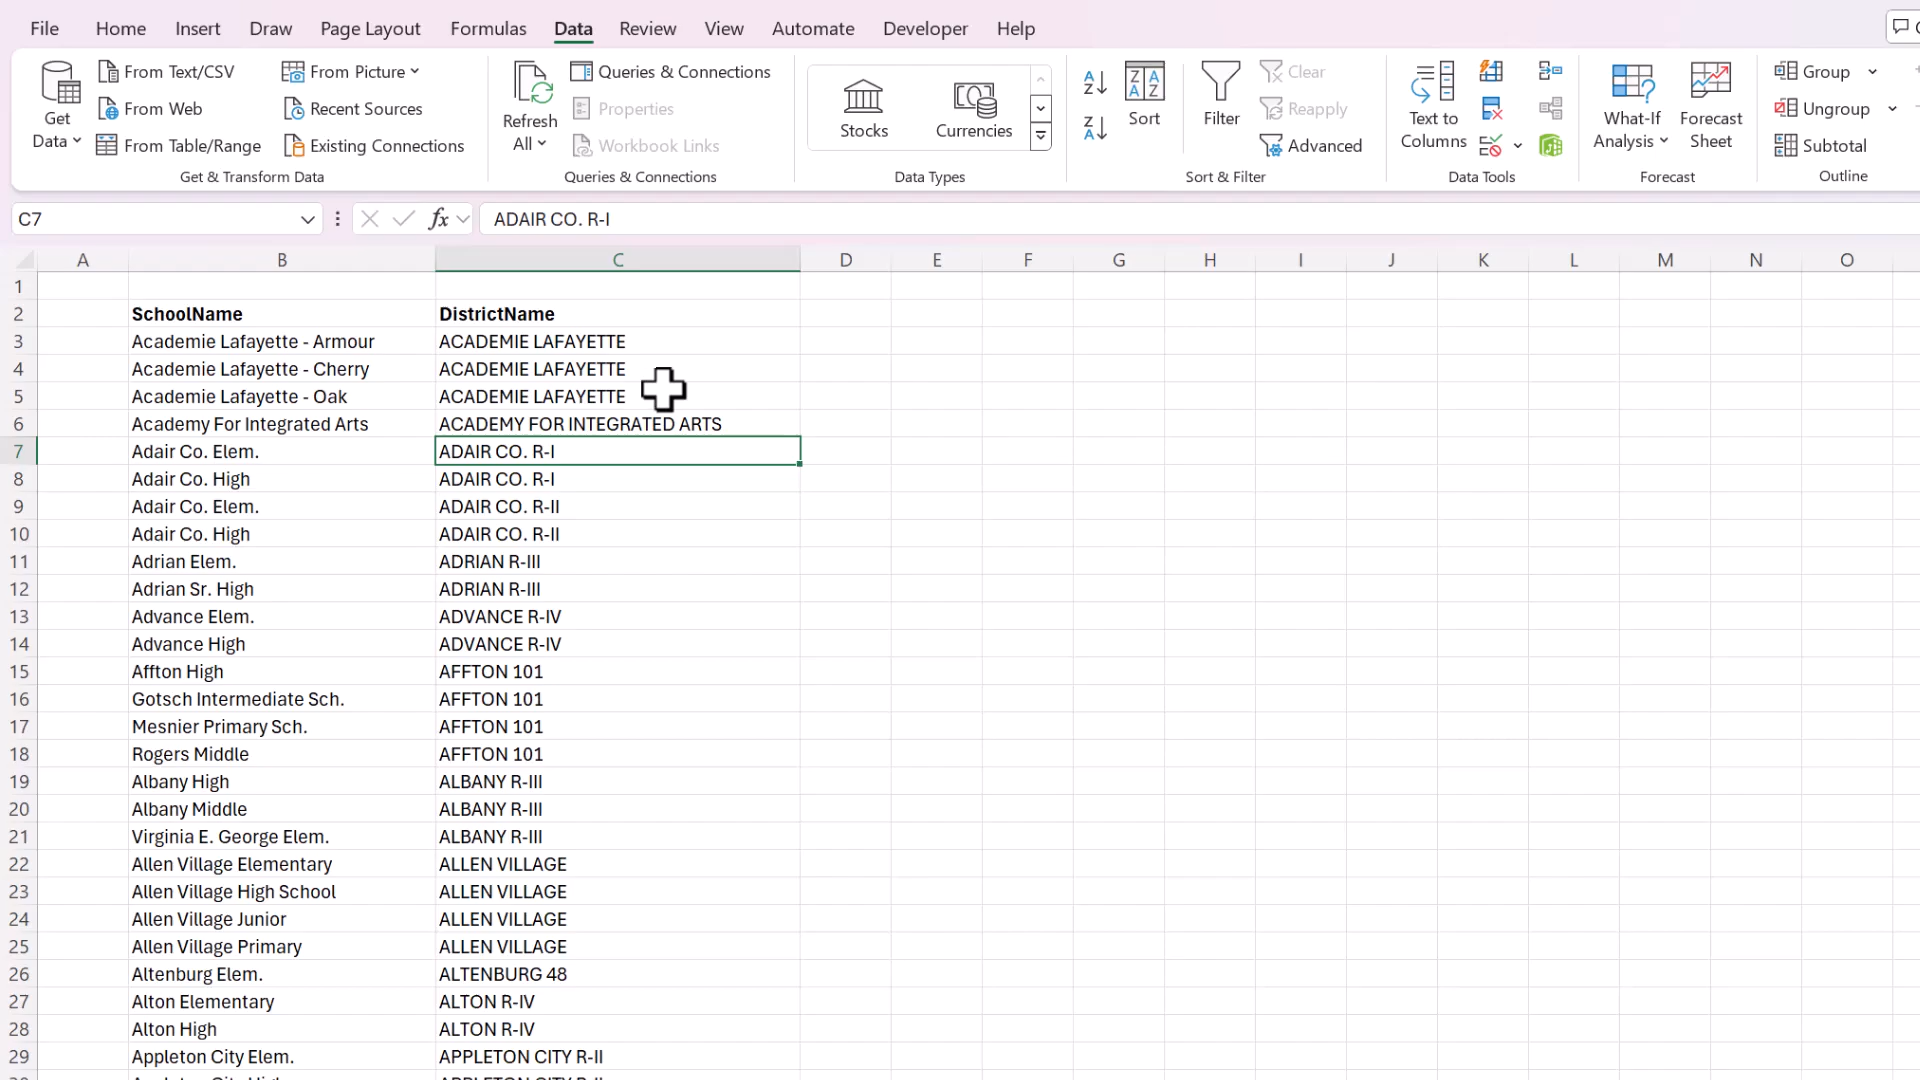 File Home Insert Draw Page Layout Formulas Data Review View Automate Developer Help
Get Data
From Text/CSV
From Web
From Table/Range
From Picture
Recent Sources
Existing Connections
Get & Transform Data
Refresh All
Queries & Connections
Properties
Workbook Links
Queries & Connections
Stocks
Currencies
Data Types
Sort
Filter
Clear
Reapply
Advanced
Sort & Filter
Text to Columns
Data Tools
What-If Analysis
Forecast Sheet
Forecast
Group
Ungroup
Subtotal
Outline
C7 fx ADAIR CO. R-I
A B C D E F G H I J K L M N O
1
2 SchoolName DistrictName
3 Academie Lafayette - Armour ACADEMIE LAFAYETTE
4 Academie Lafayette - Cherry ACADEMIE LAFAYETTE
5 Academie Lafayette - Oak ACADEMIE LAFAYETTE
6 Academy For Integrated Arts ACADEMY FOR INTEGRATED ARTS
7 Adair Co. Elem. ADAIR CO. R-I
8 Adair Co. High ADAIR CO. R-I
9 Adair Co. Elem. ADAIR CO. R-II
10 Adair Co. High ADAIR CO. R-II
11 Adrian Elem. ADRIAN R-III
12 Adrian Sr. High ADRIAN R-III
13 Advance Elem. ADVANCE R-IV
14 Advance High ADVANCE R-IV
15 Affton High AFFTON 101
16 Gotsch Intermediate Sch. AFFTON 101
17 Mesnier Primary Sch. AFFTON 101
18 Rogers Middle AFFTON 101
19 Albany High ALBANY R-III
20 Albany Middle ALBANY R-III
21 Virginia E. George Elem. ALBANY R-III
22 Allen Village Elementary ALLEN VILLAGE
23 Allen Village High School ALLEN VILLAGE
24 Allen Village Junior ALLEN VILLAGE
25 Allen Village Primary ALLEN VILLAGE
26 Altenburg Elem. ALTENBURG 48
27 Alton Elementary ALTON R-IV
28 Alton High ALTON R-IV
29 Appleton City Elem. APPLETON CITY R-II